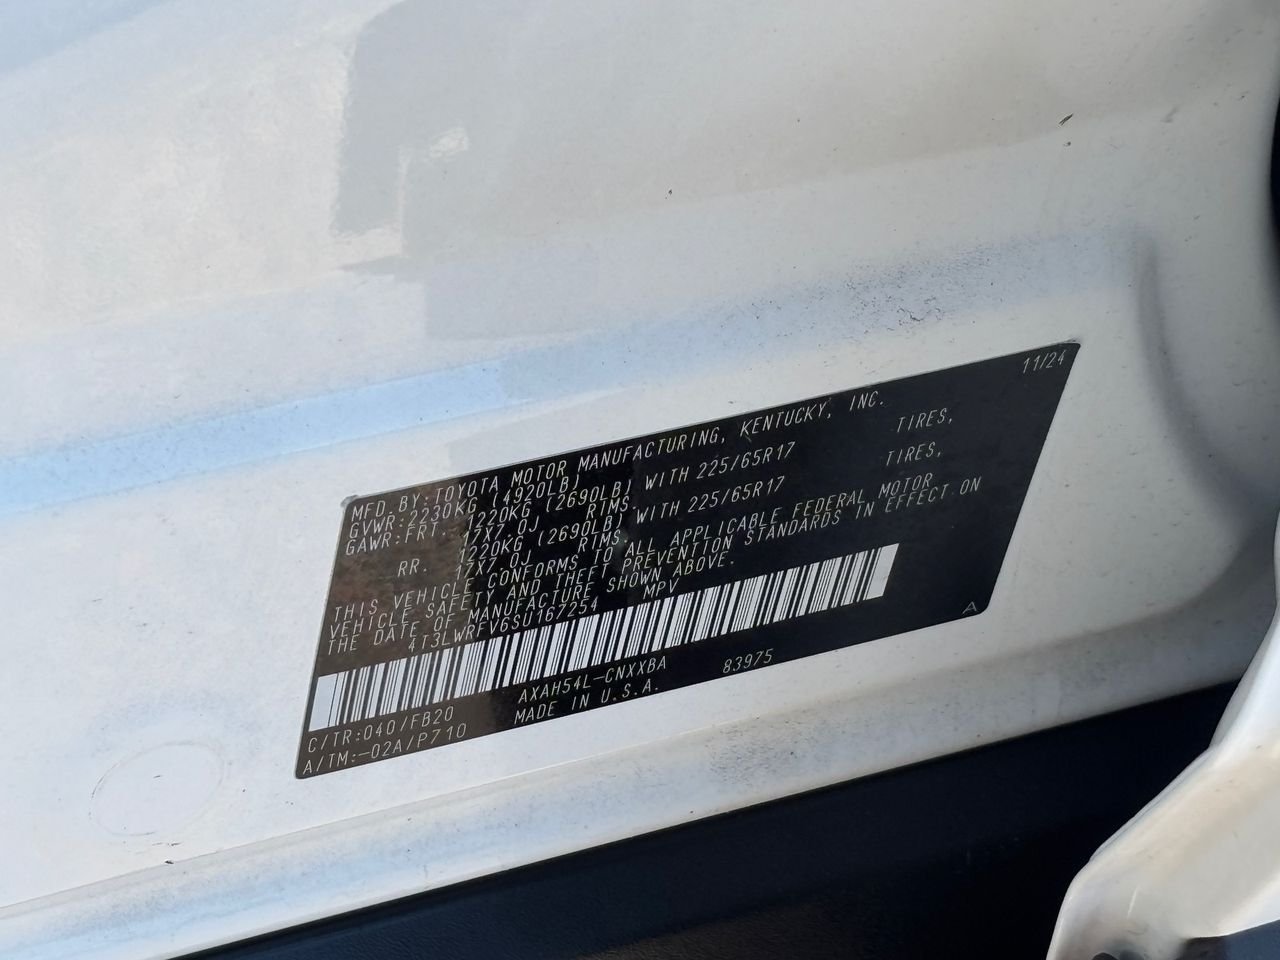 11/24
MFD. BY: TOYOTA MOTOR MANUFACTURING, KENTUCKY, INC.
GVWR: 2230KG (4920LB)
GAWR: FRT. 1220KG (2690LB) WITH 225/65R17 TIRES,
17X7.0J RIMS.
RR. 1220KG (2690LB) WITH 225/65R17 TIRES,
17X7.0J RIMS.
THIS VEHICLE CONFORMS TO ALL APPLICABLE FEDERAL MOTOR
VEHICLE SAFETY AND THEFT PREVENTION STANDARDS IN EFFECT ON
THE DATE OF MANUFACTURE SHOWN ABOVE.
4T3LWRFV6SU167254 MPV
C/TR:040/FB20 AXAH54L-CNXXBA 83975
A/TM:-02A/P710 MADE IN U.S.A.
A